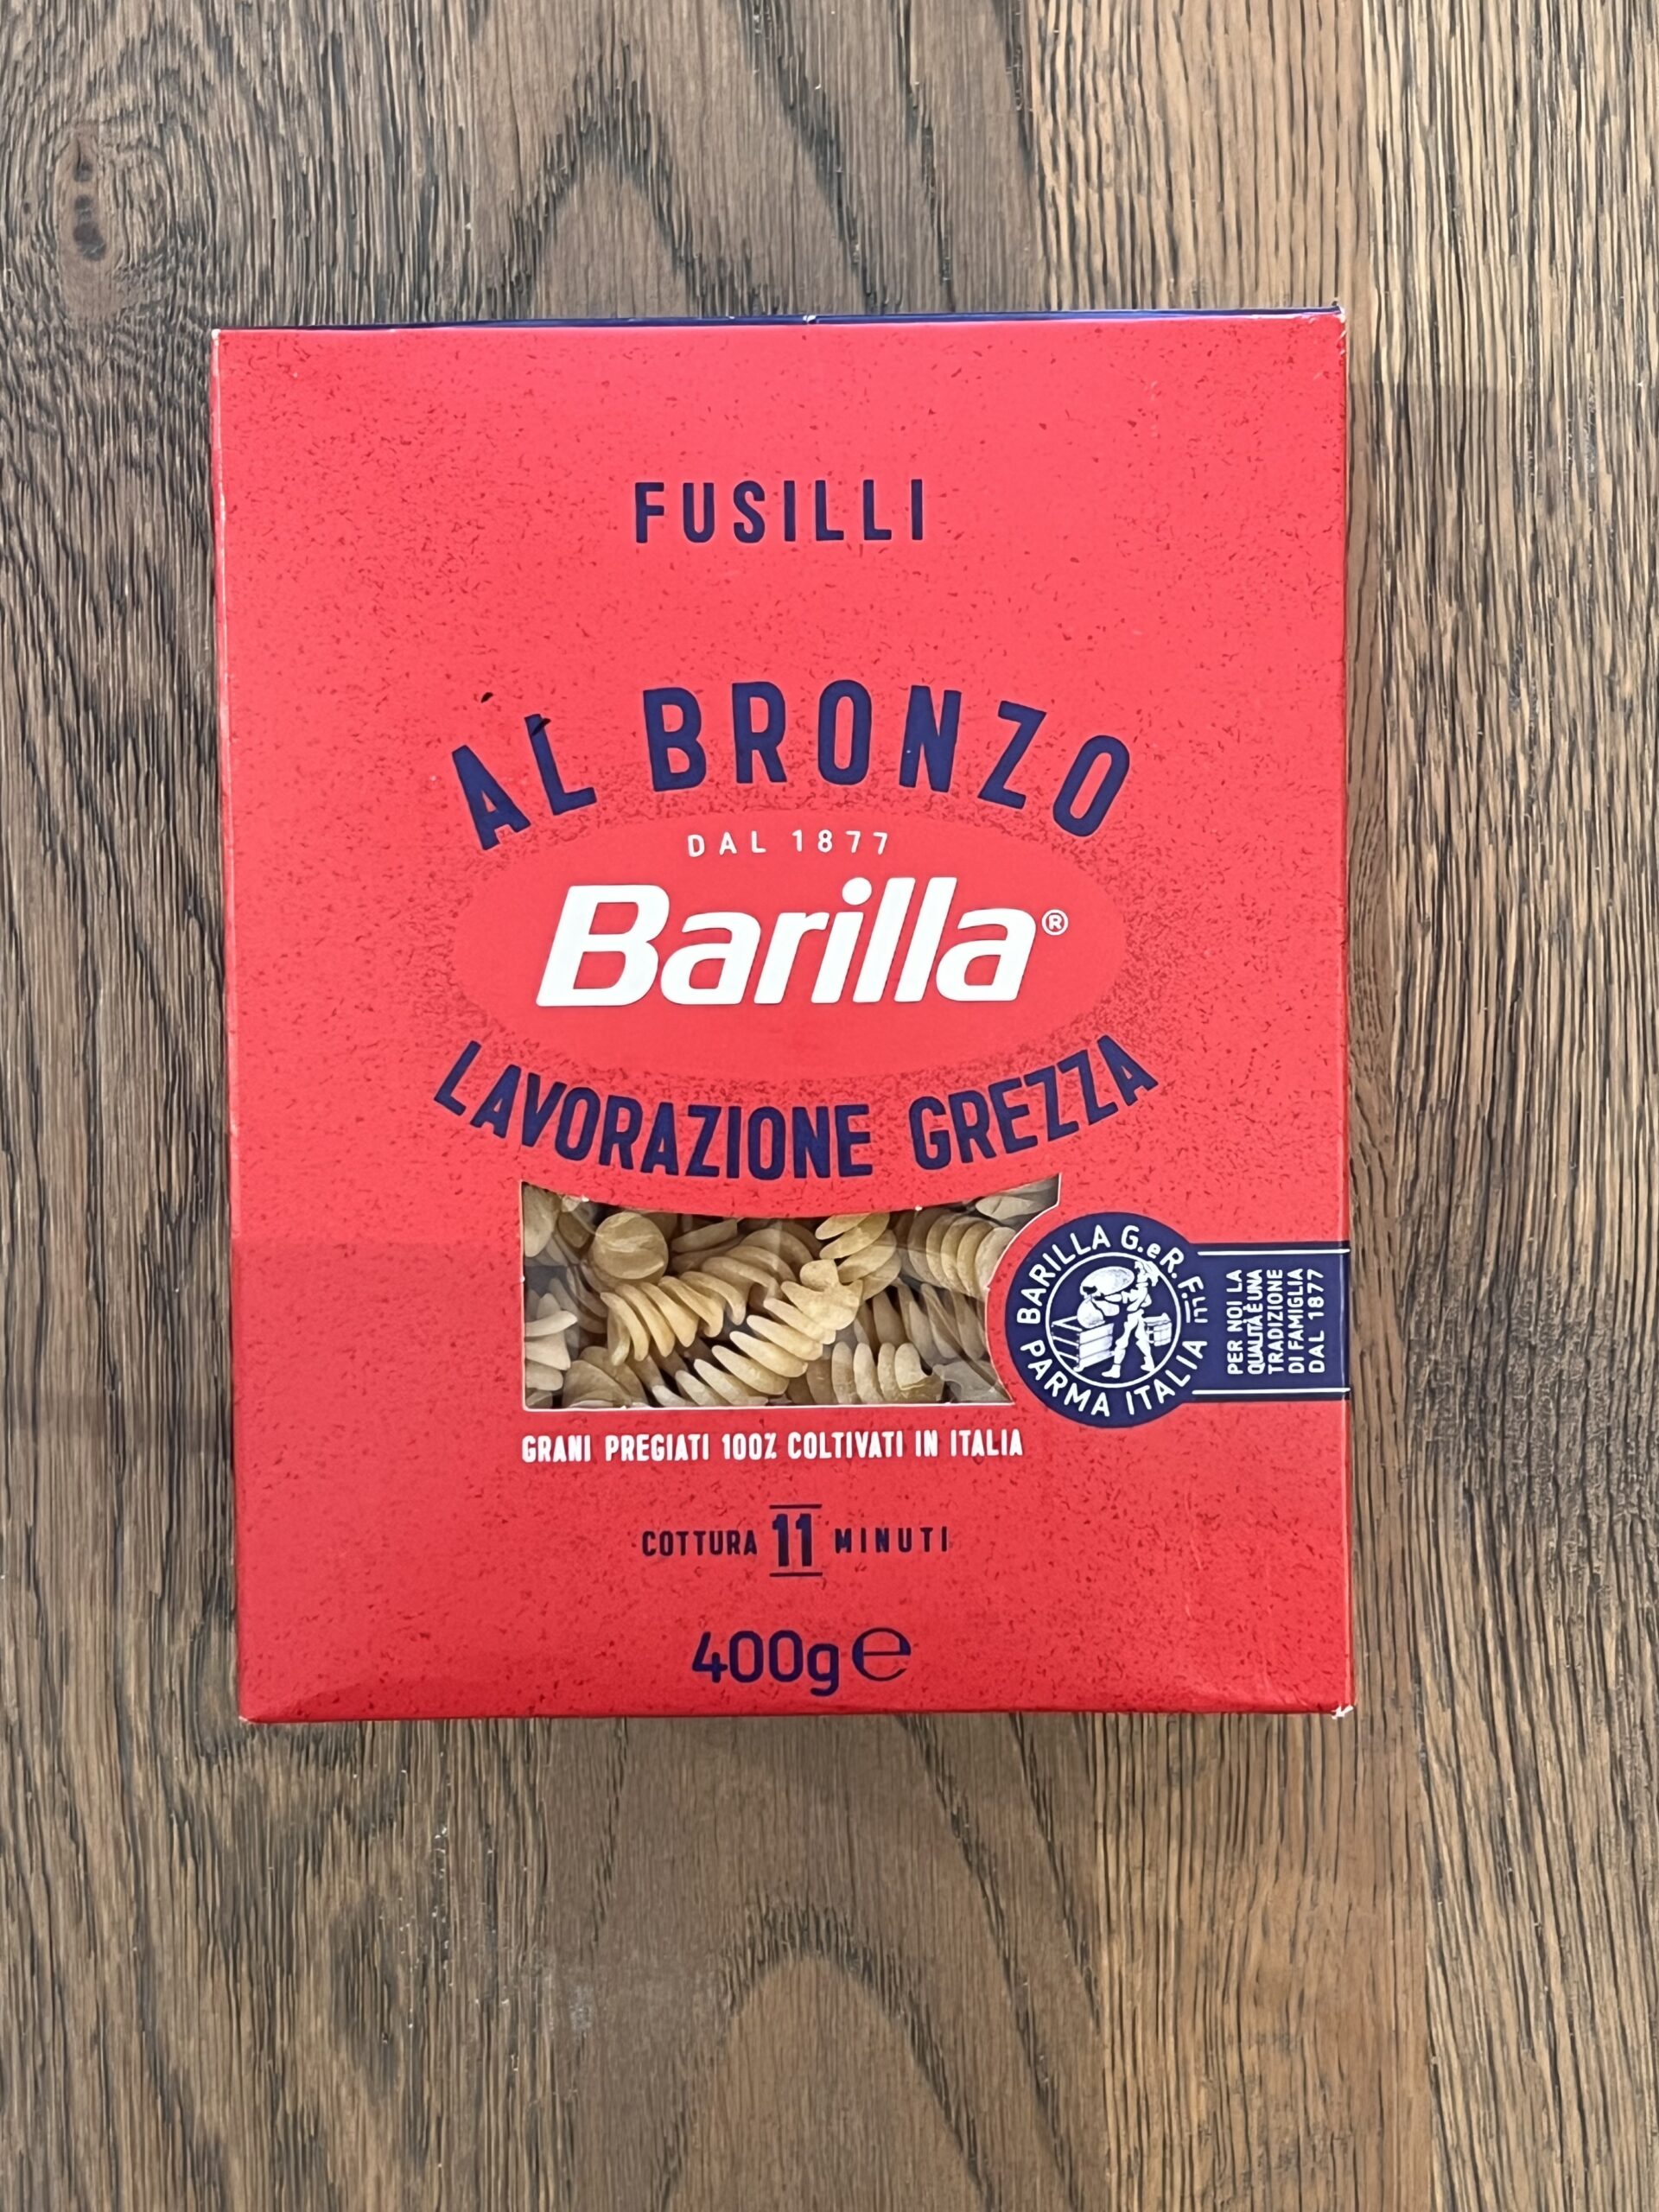 FUSILLI
AL BRONZO
DAL 1877
Barilla®
LAVORAZIONE GREZZA
BARILLA G.eR. F.LLI
PARMA ITALIA
PER NOI LA
QUALITÀ È UNA
TRADIZIONE
DI FAMIGLIA
DAL 1877
GRANI PREGIATI 100% COLTIVATI IN ITALIA
COTTURA 11 MINUTI
400g ℮